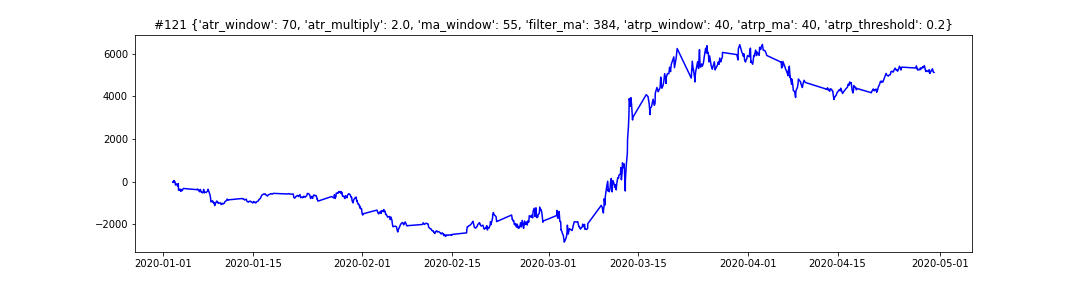 #121 {'atr_window': 70, 'atr_multiply': 2.0, 'ma_window': 55, 'filter_ma': 384, 'atrp_window': 40, 'atrp_ma': 40, 'atrp_threshold': 0.2}
6000
4000
2000
0
−2000
2020-01-01 2020-01-15 2020-02-01 2020-02-15 2020-03-01 2020-03-15 2020-04-01 2020-04-15 2020-05-01